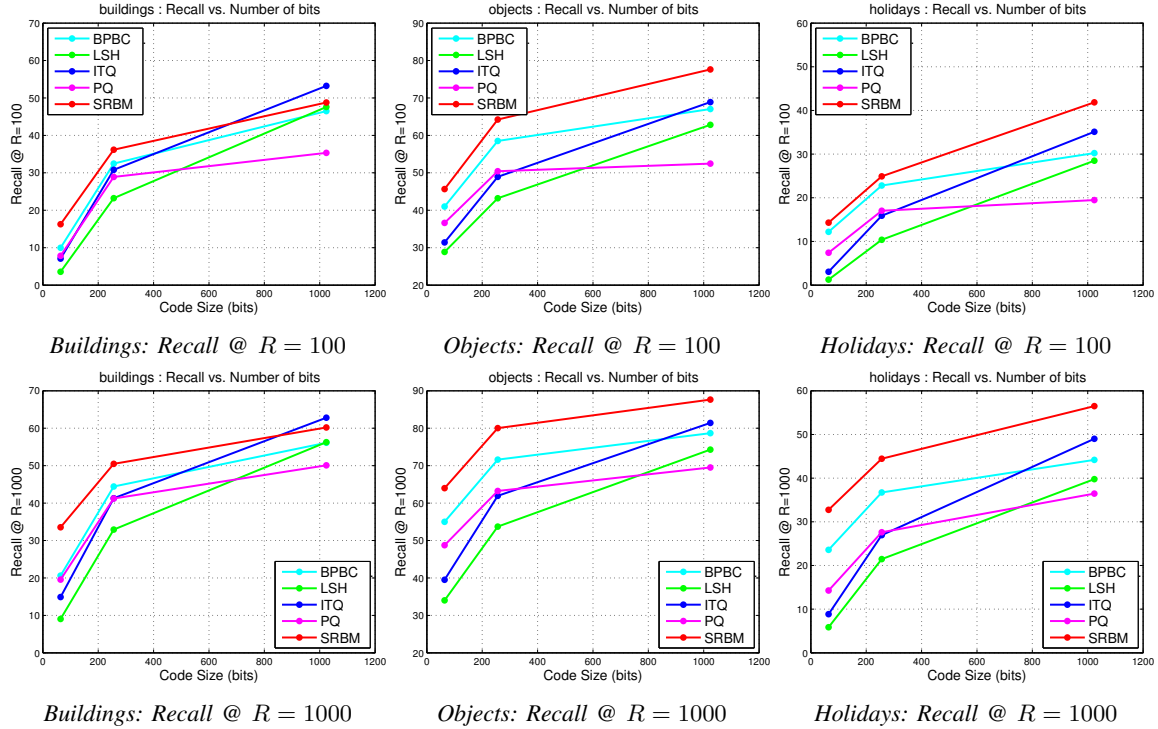 buildings : Recall vs. Number of bits
70
60
50
40
30
20
10
0
Recall @ R=100
BPBC
LSH
ITQ
PQ
SRBM
0 200 400 600 800 1000 1200
Code Size (bits)
Buildings: Recall @ R = 100
objects : Recall vs. Number of bits
90
80
70
60
50
40
30
20
Recall @ R=100
BPBC
LSH
ITQ
PQ
SRBM
0 200 400 600 800 1000 1200
Code Size (bits)
Objects: Recall @ R = 100
holidays : Recall vs. Number of bits
60
50
40
30
20
10
0
Recall @ R=100
BPBC
LSH
ITQ
PQ
SRBM
0 200 400 600 800 1000 1200
Code Size (bits)
Holidays: Recall @ R = 100
buildings : Recall vs. Number of bits
70
60
50
40
30
20
10
0
Recall @ R=1000
BPBC
LSH
ITQ
PQ
SRBM
0 200 400 600 800 1000 1200
Code Size (bits)
Buildings: Recall @ R = 1000
objects : Recall vs. Number of bits
90
80
70
60
50
40
30
20
Recall @ R=1000
BPBC
LSH
ITQ
PQ
SRBM
0 200 400 600 800 1000 1200
Code Size (bits)
Objects: Recall @ R = 1000
holidays : Recall vs. Number of bits
60
50
40
30
20
10
0
Recall @ R=1000
BPBC
LSH
ITQ
PQ
SRBM
0 200 400 600 800 1000 1200
Code Size (bits)
Holidays: Recall @ R = 1000